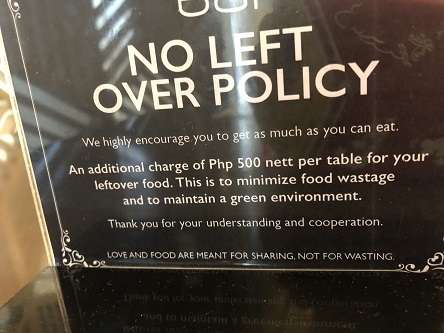 NO LEFT
OVER POLICY
We highly encourage you to get as much as you can eat.
An additional charge of Php 500 nett per table for your
leftover food. This is to minimize food wastage
and to maintain a green environment.
Thank you for your understanding and cooperation.
LOVE AND FOOD ARE MEANT FOR SHARING, NOT FOR WASTING.